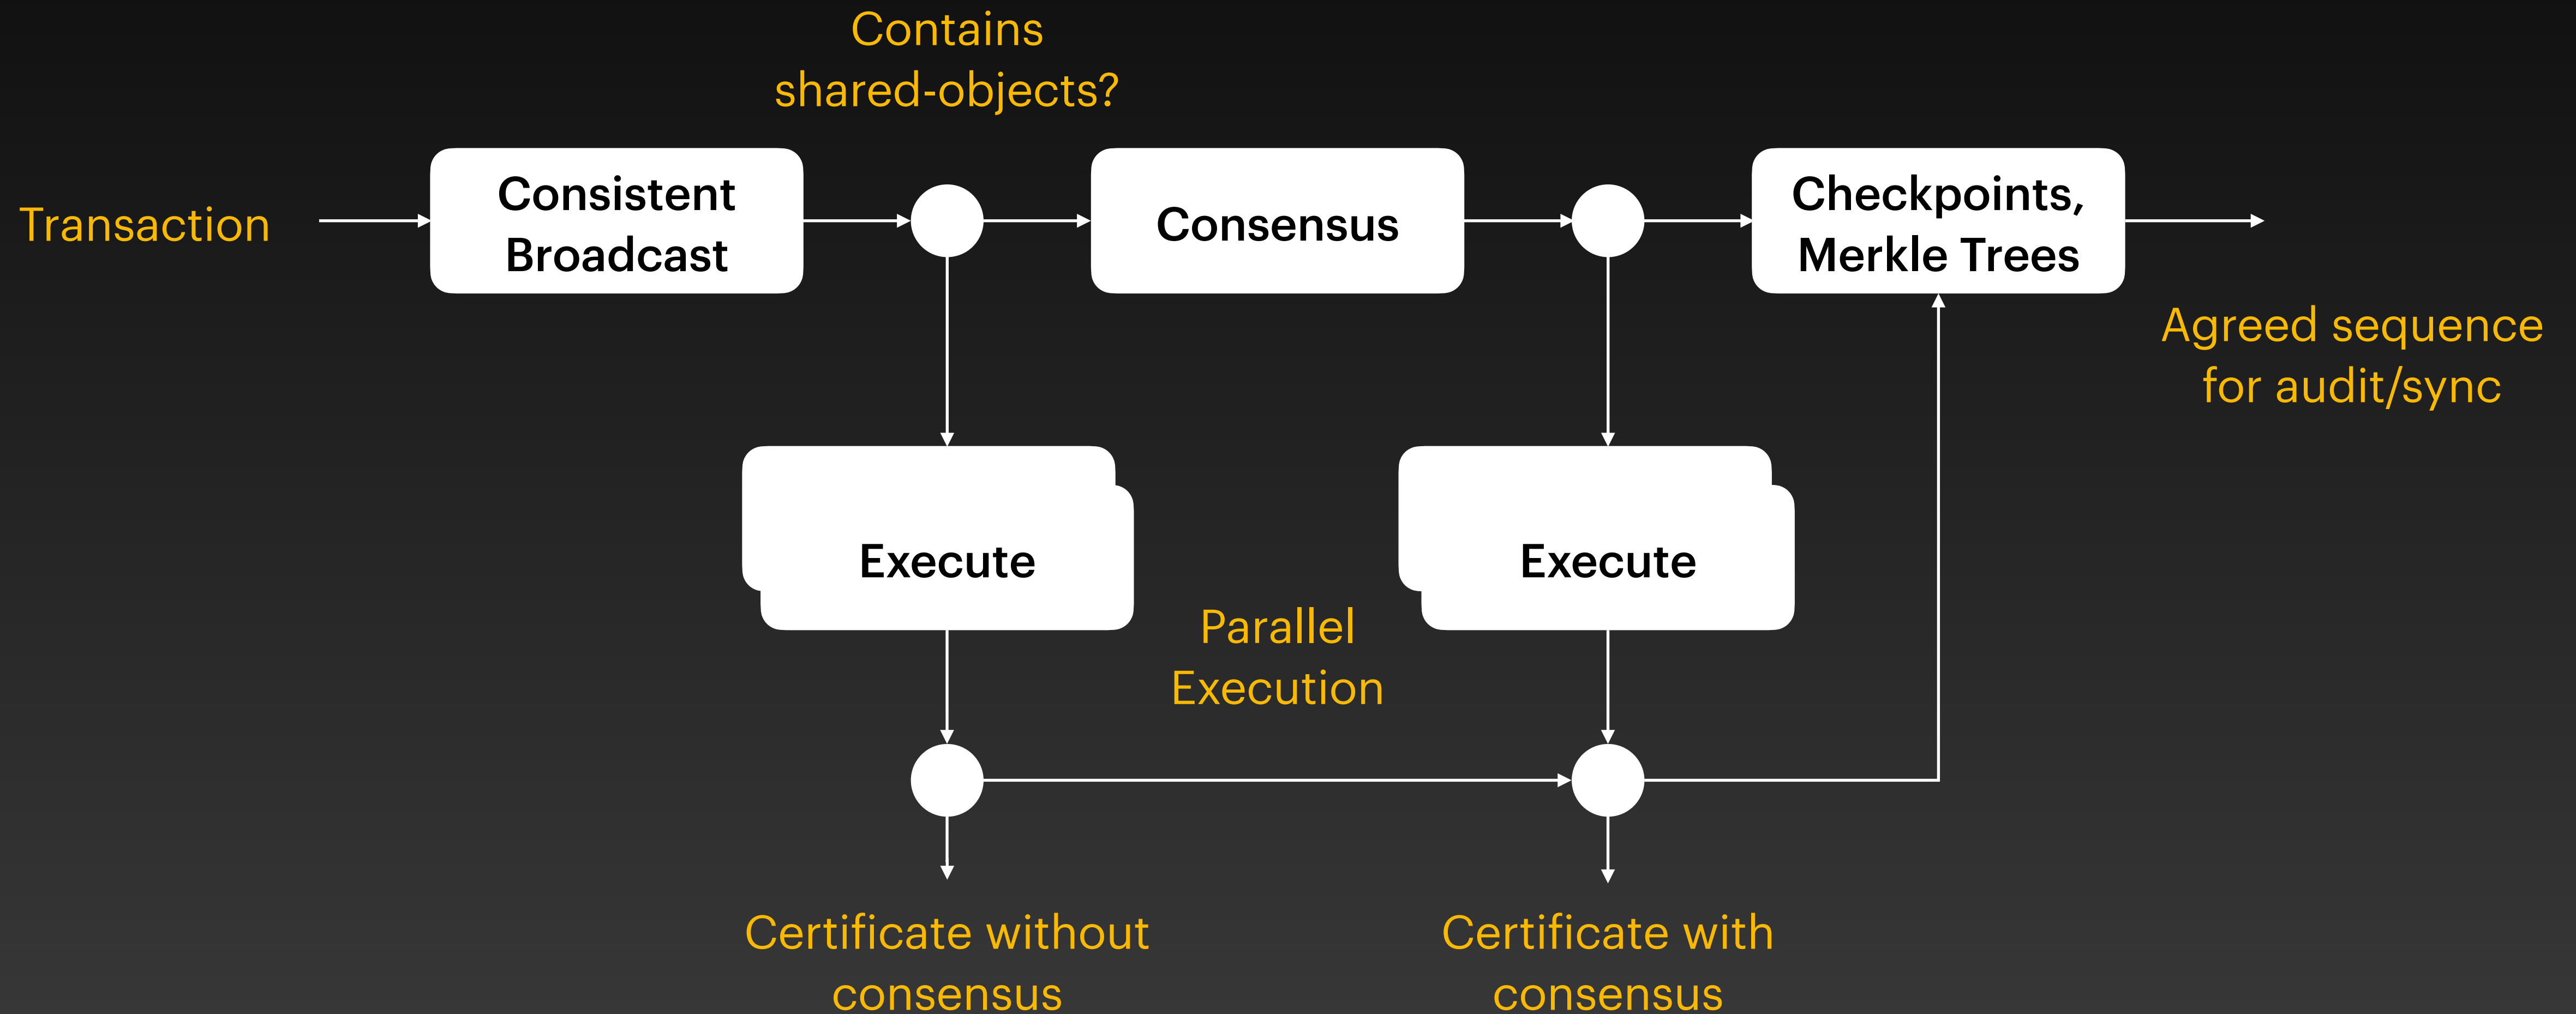 Contains
shared-objects?
Transaction
Consistent
Broadcast
Consensus
Checkpoints,
Merkle Trees
Agreed sequence
for audit/sync
Execute
Execute
Parallel
Execution
Certificate without
consensus
Certificate with
consensus